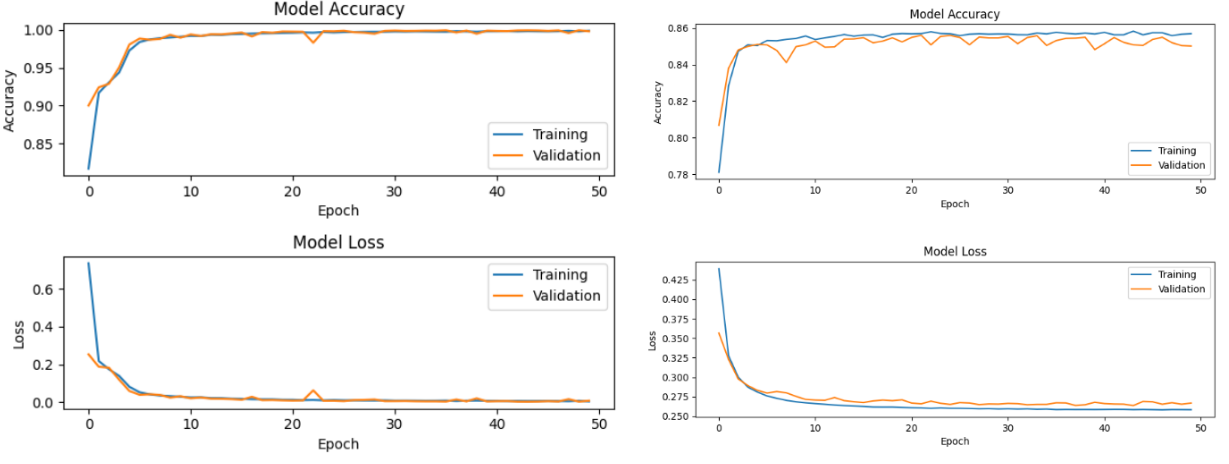 Model Accuracy
1.00
0.95
0.90
0.85
Accuracy
Training
Validation
0 10 20 30 40 50
Epoch
Model Loss
0.6
0.4
0.2
0.0
Loss
Training
Validation
0 10 20 30 40 50
Epoch
Model Accuracy
0.86
0.84
0.82
0.80
0.78
Accuracy
Training
Validation
0 10 20 30 40 50
Epoch
Model Loss
0.425
0.400
0.375
0.350
0.325
0.300
0.275
0.250
Loss
Training
Validation
0 10 20 30 40 50
Epoch